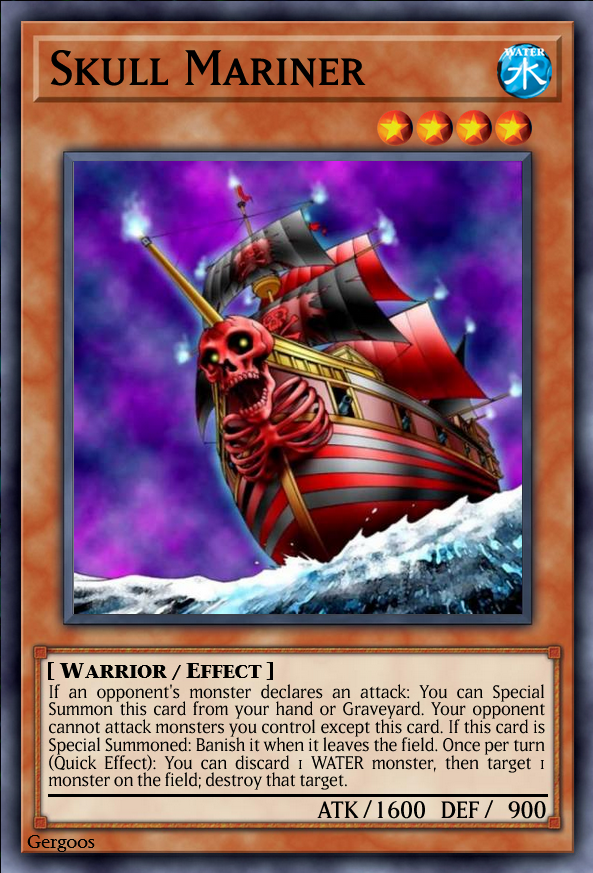 Skull Mariner
WATER
水
[ Warrior / Effect ]
If an opponent's monster declares an attack: You can Special
Summon this card from your hand or Graveyard. Your opponent
cannot attack monsters you control except this card. If this card is
Special Summoned: Banish it when it leaves the field. Once per turn
(Quick Effect): You can discard 1 WATER monster, then target 1
monster on the field; destroy that target.
ATK / 1600 DEF / 900
Gergoos